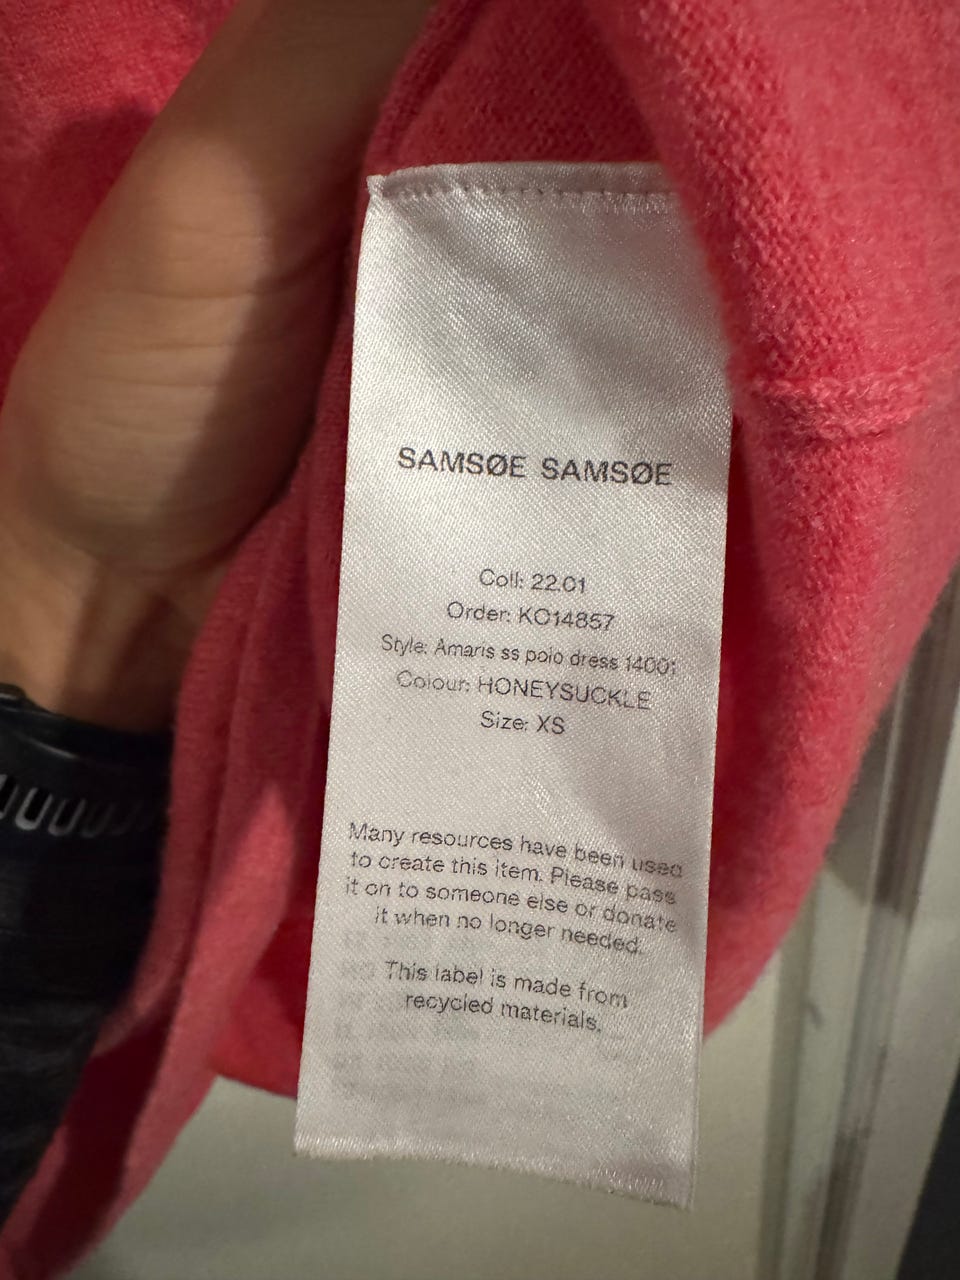 SAMSØE SAMSØE
Coll: 22.01
Order: KO14857
Style: Amaris ss polo dress 14001
Colour: HONEYSUCKLE
Size: XS
Many resources have been used
to create this item. Please pass
it on to someone else or donate
it when no longer needed.
This label is made from
recycled materials.